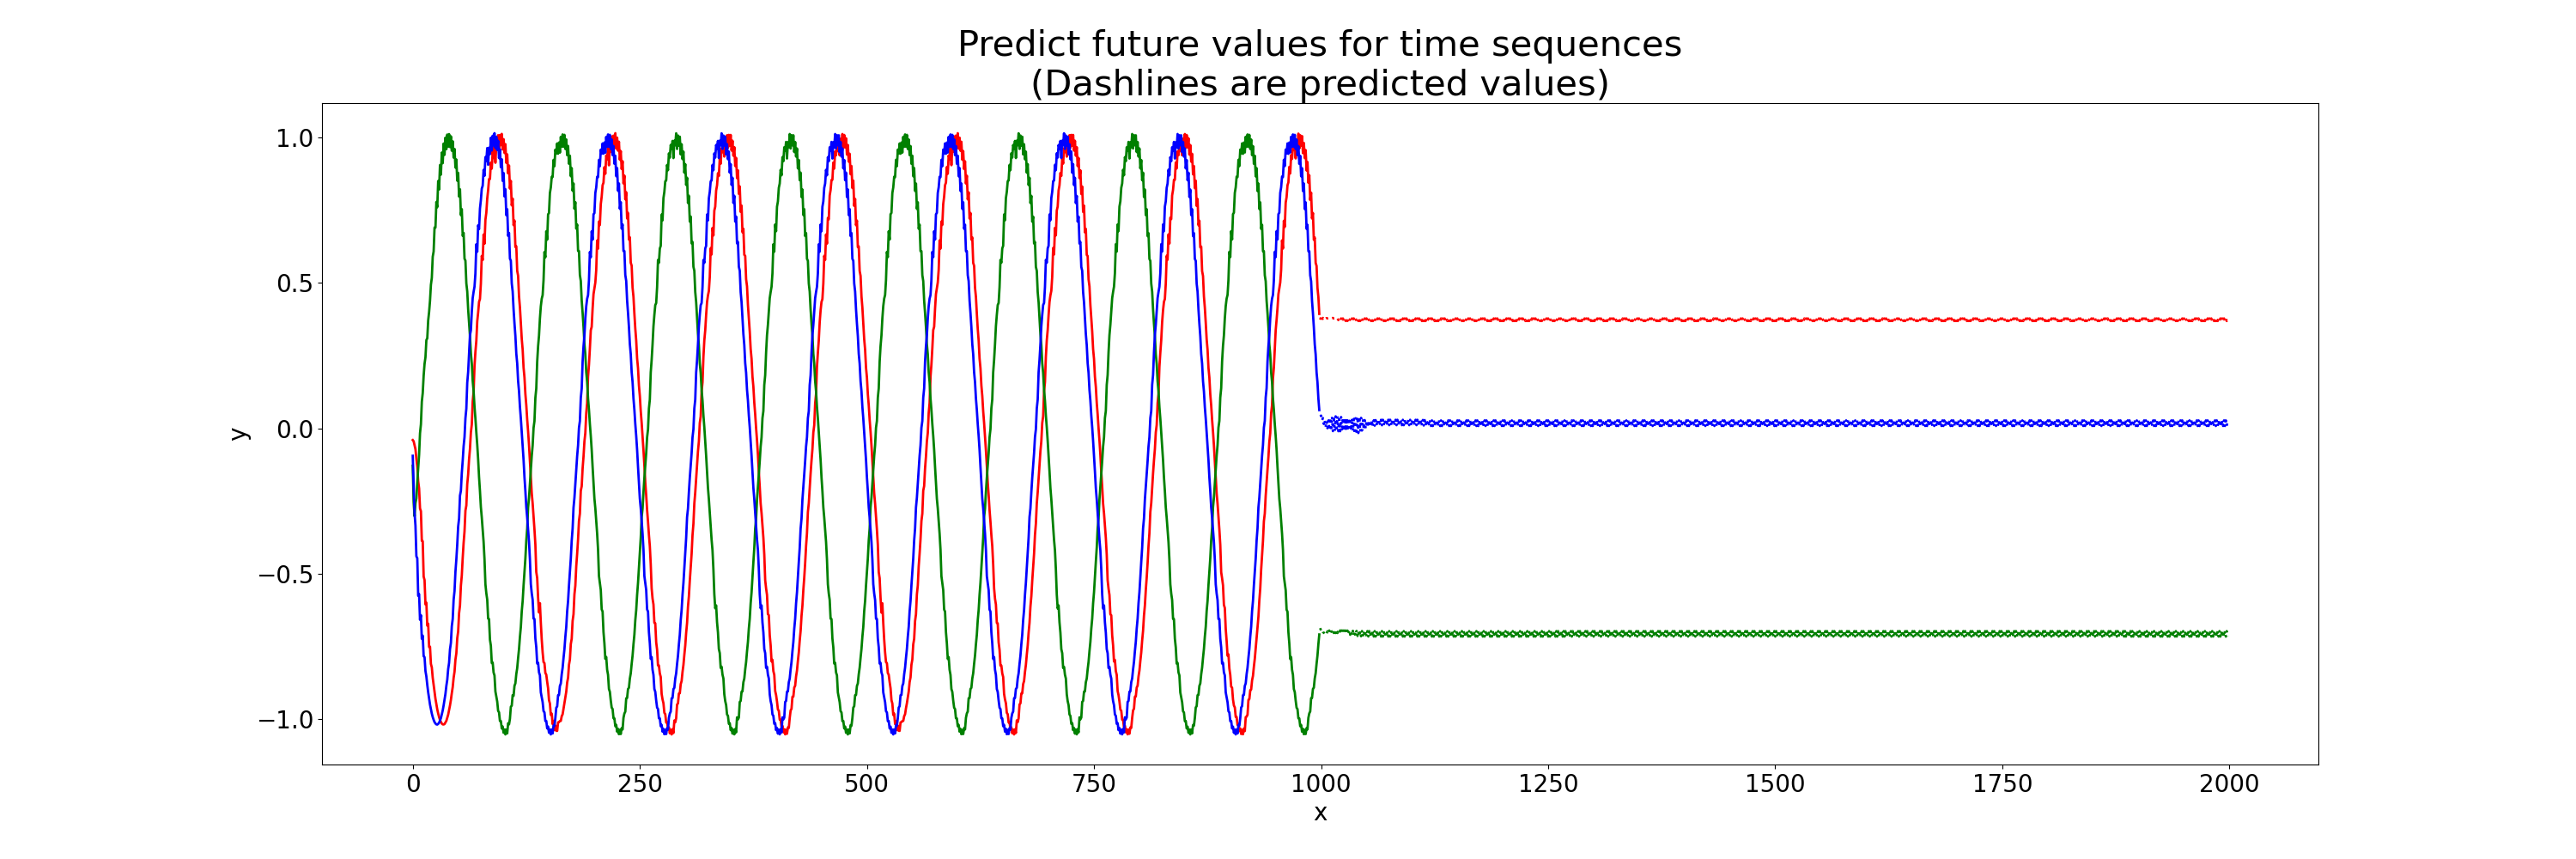 Predict future values for time sequences
(Dashlines are predicted values)
1.0
0.5
0.0
−0.5
−1.0
y
0 250 500 750 1000 1250 1500 1750 2000
x